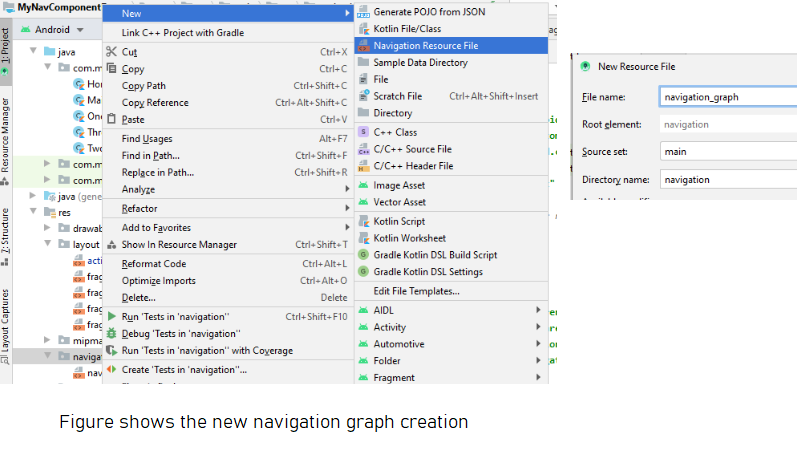 MyNavComponent
Android
1: Project
Resource Manager
7: Structure
Layout Captures
java
com.m
Hor
Ma
One
Thr
Two
com.m
com.m
java (gene
res
drawab
layout
acti
frag
frag
frag
frag
mipma
navigat
nav
New
Link C++ Project with Gradle
Cut Ctrl+X
Copy Ctrl+C
Copy Path Ctrl+Shift+C
Copy Reference Ctrl+Alt+Shift+C
Paste Ctrl+V
Find Usages Alt+F7
Find in Path... Ctrl+Shift+F
Replace in Path... Ctrl+Shift+R
Analyze
Refactor
Add to Favorites
Show In Resource Manager Ctrl+Shift+T
Reformat Code Ctrl+Alt+L
Optimize Imports Ctrl+Alt+O
Delete... Delete
Run 'Tests in 'navigation'' Ctrl+Shift+F10
Debug 'Tests in 'navigation''
Run 'Tests in 'navigation'' with Coverage
Create 'Tests in 'navigation''...
Generate POJO from JSON
Kotlin File/Class
Navigation Resource File
Sample Data Directory
File
Scratch File Ctrl+Alt+Shift+Insert
Directory
C++ Class
C/C++ Source File
C/C++ Header File
Image Asset
Vector Asset
Kotlin Script
Kotlin Worksheet
Gradle Kotlin DSL Build Script
Gradle Kotlin DSL Settings
Edit File Templates...
AIDL
Activity
Automotive
Folder
Fragment
New Resource File
File name: navigation_graph
Root element: navigation
Source set: main
Directory name: navigation
Figure shows the new navigation graph creation